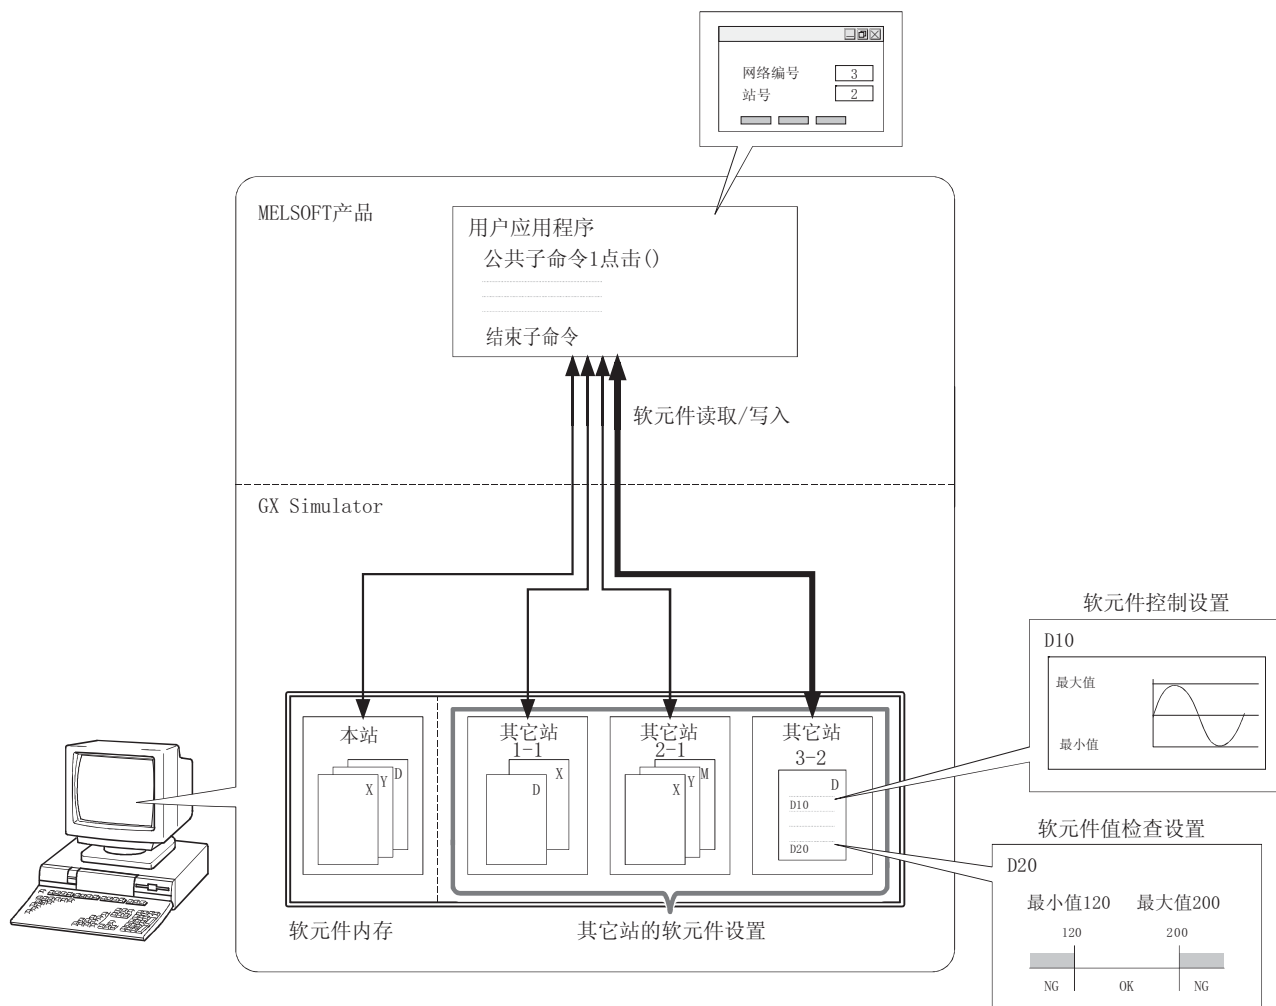 网络编号 3
站号 2
MELSOFT产品
用户应用程序
公共子命令1点击()
结束子命令
软元件读取/写入
GX Simulator
软元件控制设置
D10
最大值
最小值
本站
D
Y
X
其它站
1-1
X
D
其它站
2-1
M
Y
X
其它站
3-2
D
D10
D20
软元件值检查设置
D20
最小值120 最大值200
120 200
NG OK NG
软元件内存
其它站的软元件设置